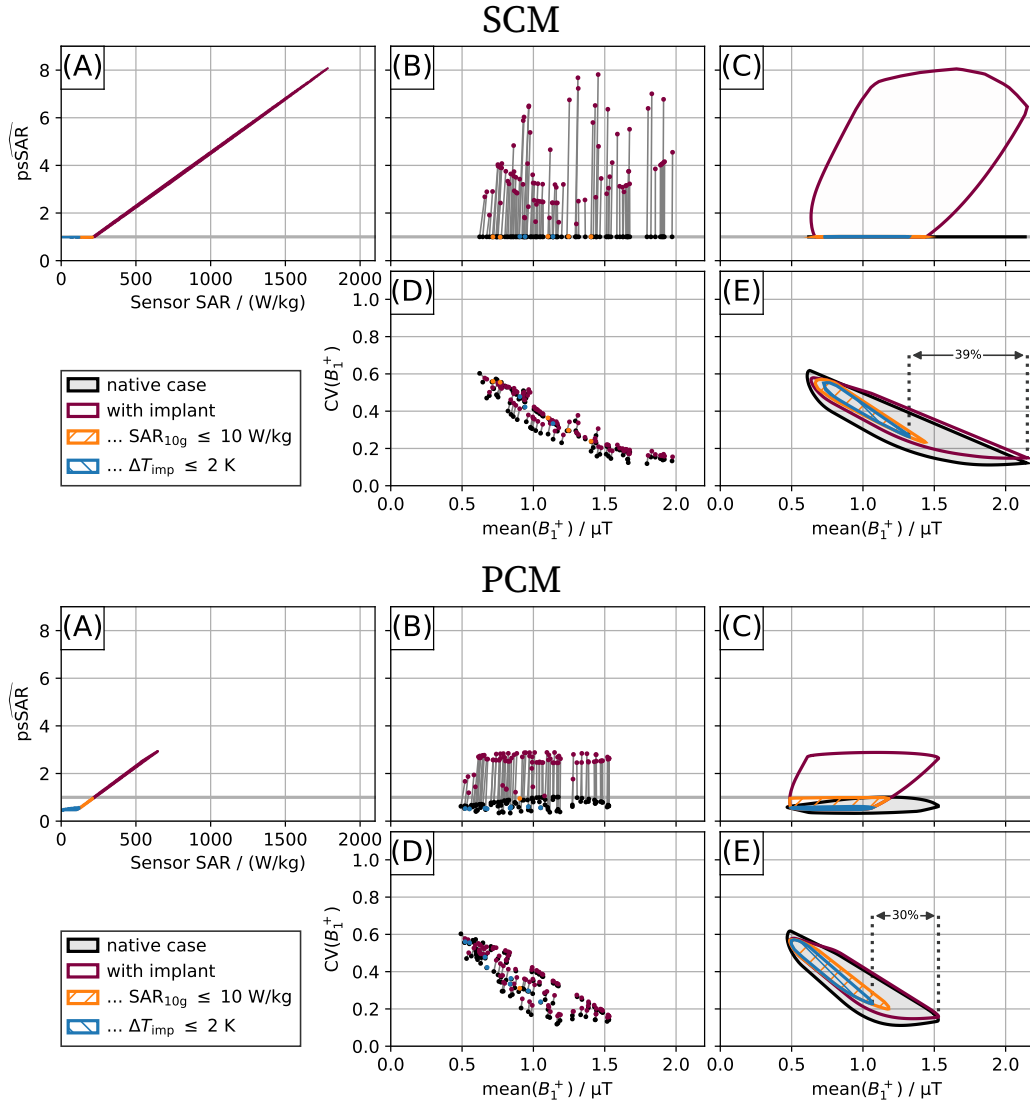 SCM
(A)
(B)
(C)
8
6
4
2
0
psSAR
0
500
1000
1500
2000
Sensor SAR / (W/kg)
(D)
(E)
1.0
0.8
0.6
0.4
0.2
0.0
CV(B₁⁺)
39%
native case
with implant
... SAR₁₀g ≤ 10 W/kg
... ΔTimp ≤ 2 K
0.0
0.5
1.0
1.5
2.0
mean(B₁⁺) / μT
0.0
0.5
1.0
1.5
2.0
mean(B₁⁺) / μT
PCM
(A)
(B)
(C)
8
6
4
2
0
psSAR
0
500
1000
1500
2000
Sensor SAR / (W/kg)
(D)
(E)
1.0
0.8
0.6
0.4
0.2
0.0
CV(B₁⁺)
30%
native case
with implant
... SAR₁₀g ≤ 10 W/kg
... ΔTimp ≤ 2 K
0.0
0.5
1.0
1.5
2.0
mean(B₁⁺) / μT
0.0
0.5
1.0
1.5
2.0
mean(B₁⁺) / μT